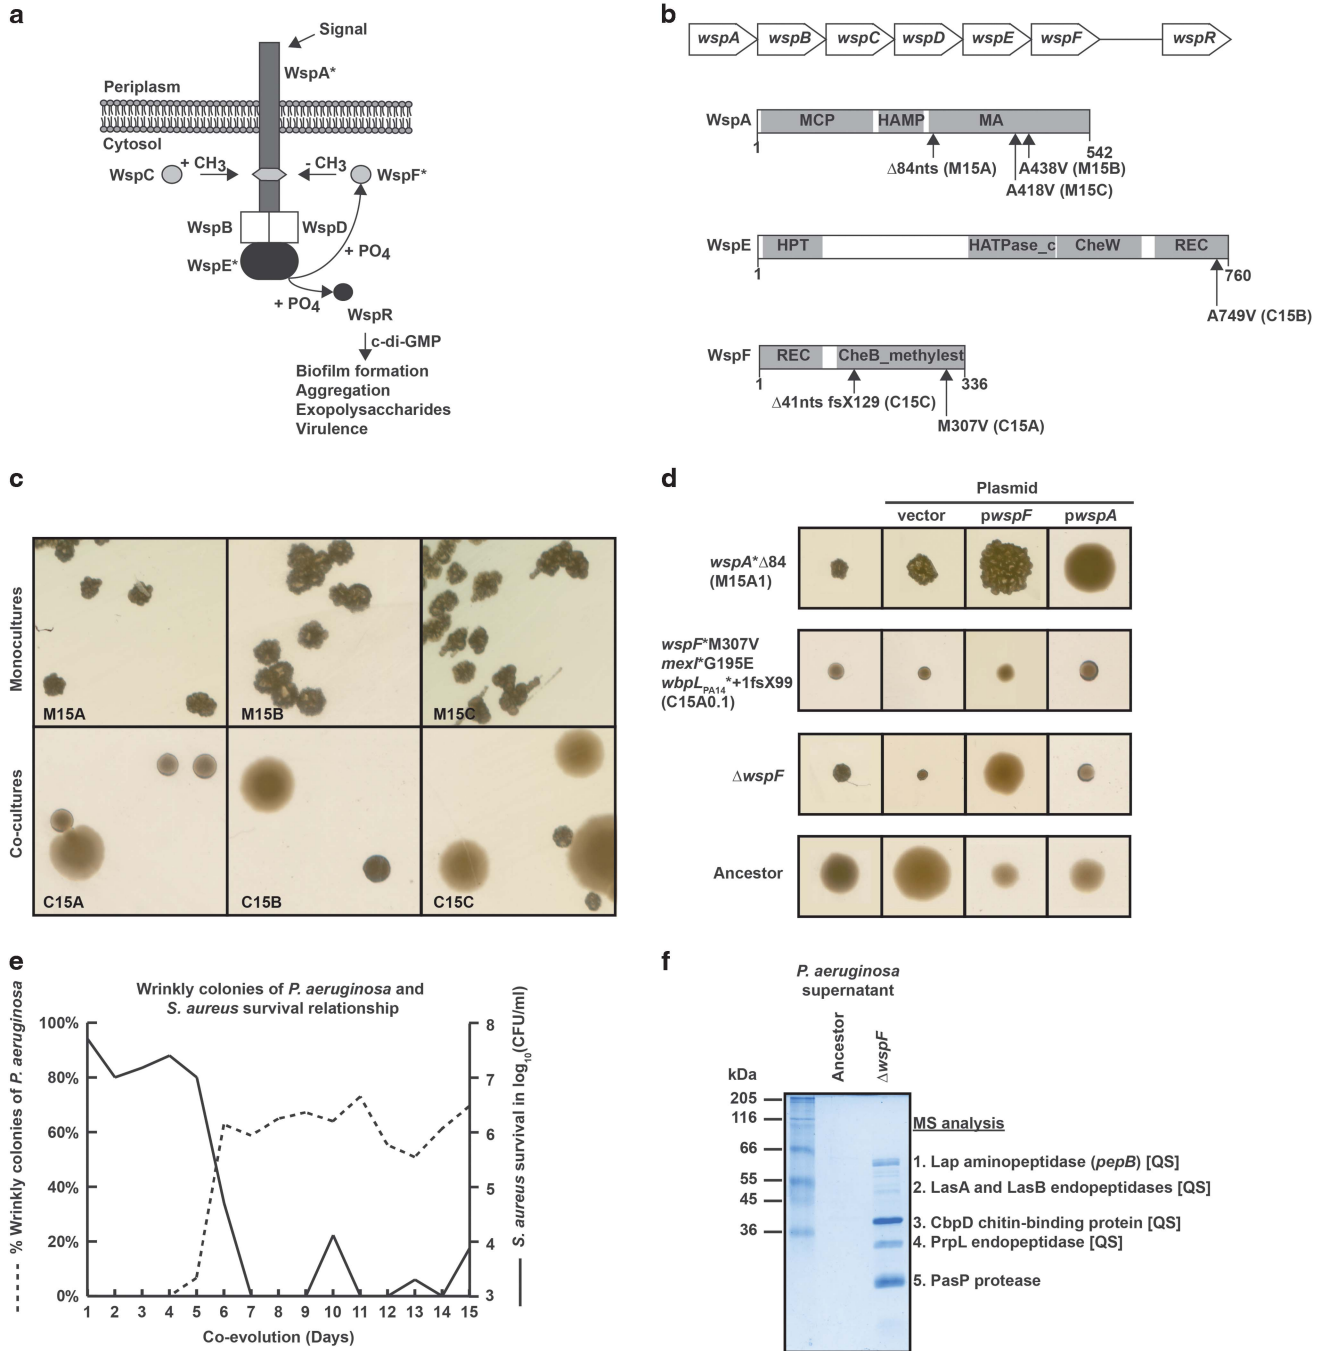 a
Signal
WspA*
Periplasm
Cytosol
WspC
+ CH3
- CH3
WspF*
WspB
WspD
WspE*
+ PO4
+ PO4
WspR
c-di-GMP
Biofilm formation
Aggregation
Exopolysaccharides
Virulence
b
wspA wspB wspC wspD wspE wspF wspR
WspA
MCP HAMP MA
1
542
Δ84nts (M15A)
A438V (M15B)
A418V (M15C)
WspE
HPT HATPase_c CheW REC
1
760
A749V (C15B)
WspF
REC CheB_methylest
1
336
Δ41nts fsX129 (C15C)
M307V (C15A)
c
Monocultures
M15A
M15B
M15C
Co-cultures
C15A
C15B
C15C
d
Plasmid
vector pwspF pwspA
wspA*Δ84
(M15A1)
wspF*M307V
mexI*G195E
wbpLPA14*+1fsX99
(C15A0.1)
ΔwspF
Ancestor
e
Wrinkly colonies of P. aeruginosa and
S. aureus survival relationship
% Wrinkly colonies of P. aeruginosa
100%
80%
60%
40%
20%
0%
8
7
6
5
4
3
S. aureus survival in log10(CFU/ml)
1 2 3 4 5 6 7 8 9 10 11 12 13 14 15
Co-evolution (Days)
f
P. aeruginosa
supernatant
Ancestor
ΔwspF
kDa
205
116
66
55
45
36
MS analysis
1. Lap aminopeptidase (pepB) [QS]
2. LasA and LasB endopeptidases [QS]
3. CbpD chitin-binding protein [QS]
4. PrpL endopeptidase [QS]
5. PasP protease